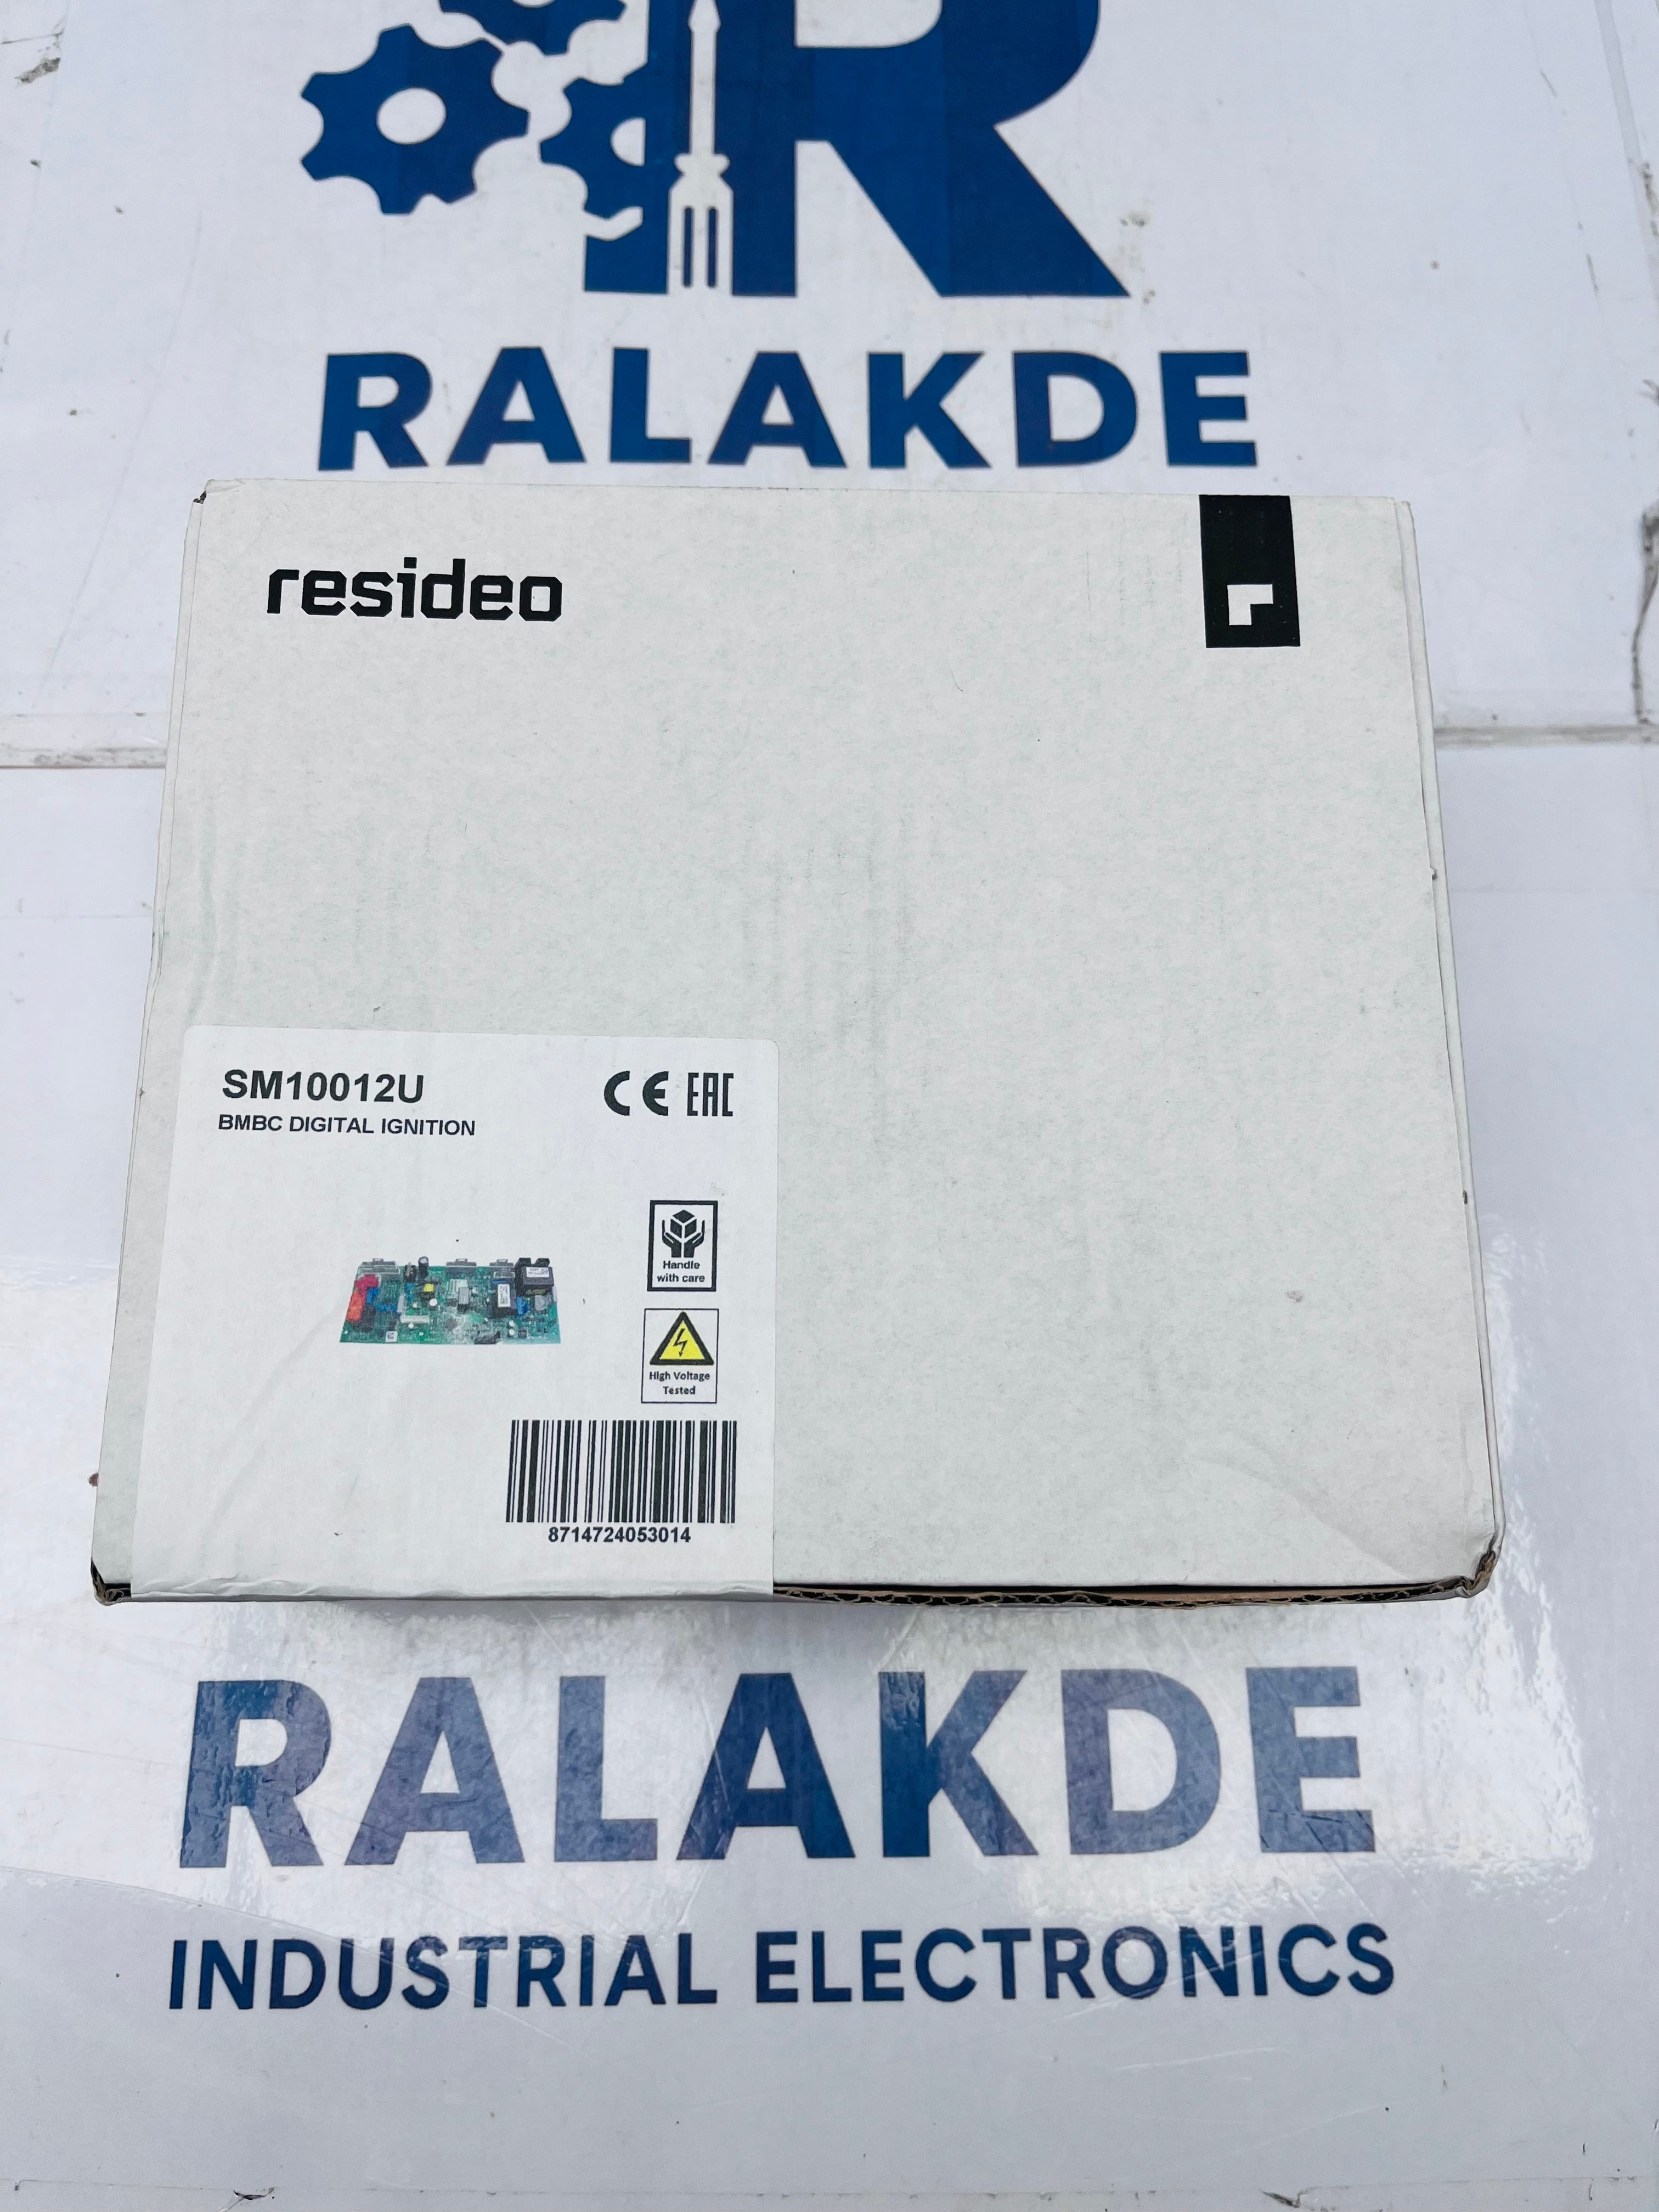 R
RALAKDE
resideo
SM10012U
CE EAC
BMBC DIGITAL IGNITION
Handle
with care
High Voltage
Tested
8714724053014
RALAKDE
INDUSTRIAL ELECTRONICS